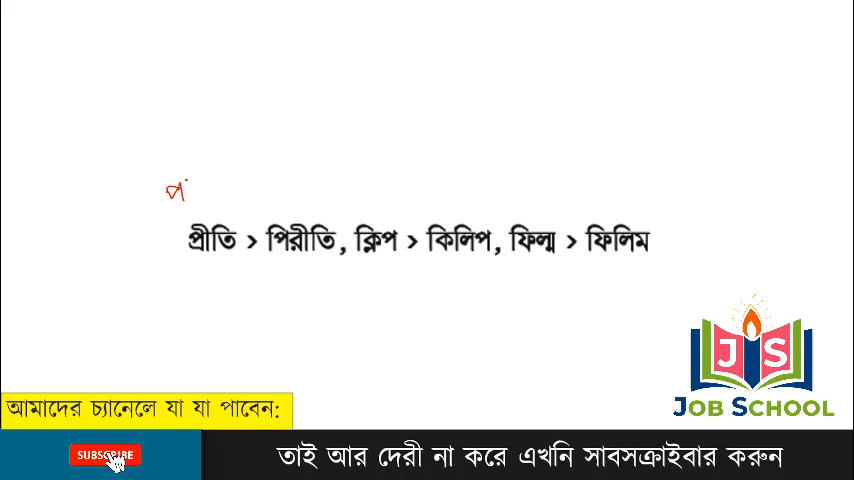 প
প্রীতি > পিরীতি, ক্লিপ > কিলিপ, ফিল্ম > ফিলিম
JS
JOB SCHOOL
আমাদের চ্যানেলে যা যা পাবেন:
SUBSCRIBE
তাই আর দেরী না করে এখনি সাবসক্রাইবার করুন